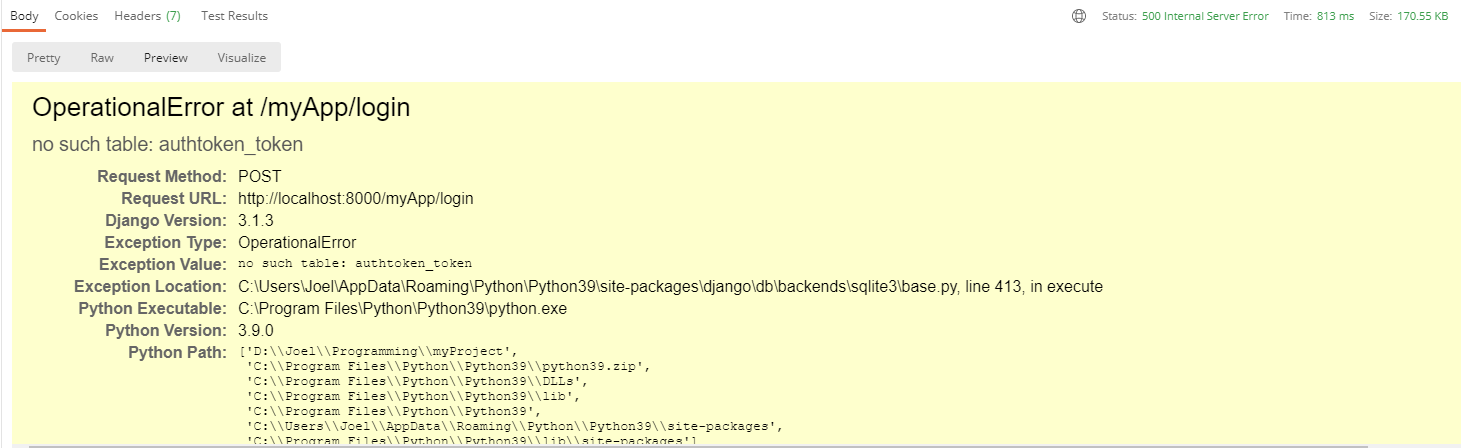 Body Cookies Headers (7) Test Results Status: 500 Internal Server Error Time: 813 ms Size: 170.55 KB
Pretty Raw Preview Visualize
OperationalError at /myApp/login
no such table: authtoken_token
Request Method: POST
Request URL: http://localhost:8000/myApp/login
Django Version: 3.1.3
Exception Type: OperationalError
Exception Value: no such table: authtoken_token
Exception Location: C:\Users\Joel\AppData\Roaming\Python\Python39\site-packages\django\db\backends\sqlite3\base.py, line 413, in execute
Python Executable: C:\Program Files\Python\Python39\python.exe
Python Version: 3.9.0
Python Path: ['D:\\Joel\\Programming\\myProject',
'C:\\Program Files\\Python\\Python39\\python39.zip',
'C:\\Program Files\\Python\\Python39\\DLLs',
'C:\\Program Files\\Python\\Python39\\lib',
'C:\\Program Files\\Python\\Python39',
'C:\\Users\\Joel\\AppData\\Roaming\\Python\\Python39\\site-packages',
'C:\\Program Files\\Python\\Python39\\lib\\site-packages']